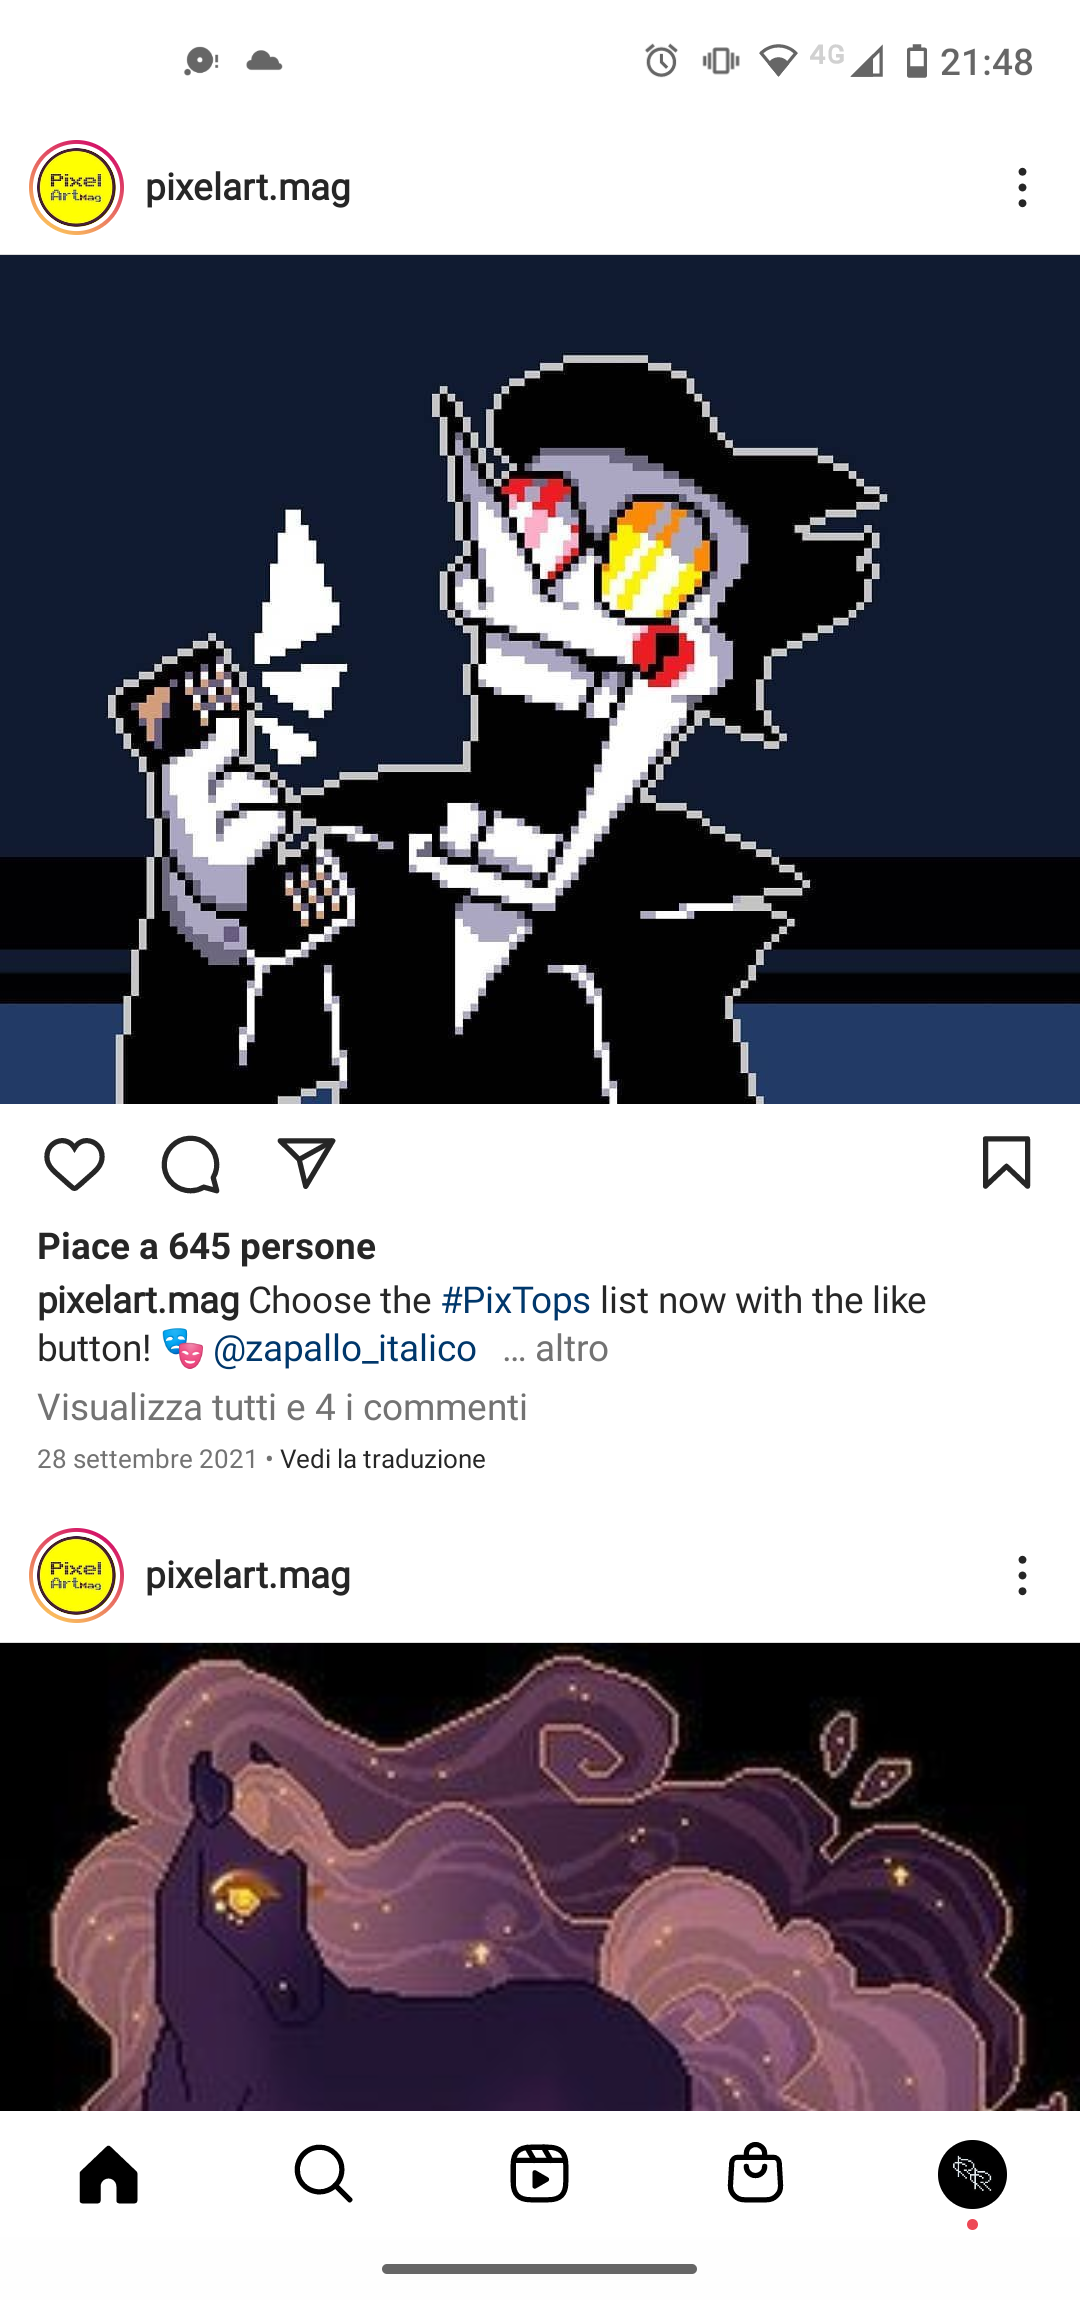 4G 21:48
Pixel
ArtMag
pixelart.mag
Piace a 645 persone
pixelart.mag Choose the #PixTops list now with the like
button! 🎭 @zapallo_italico ... altro
Visualizza tutti e 4 i commenti
28 settembre 2021 • Vedi la traduzione
Pixel
ArtMag
pixelart.mag